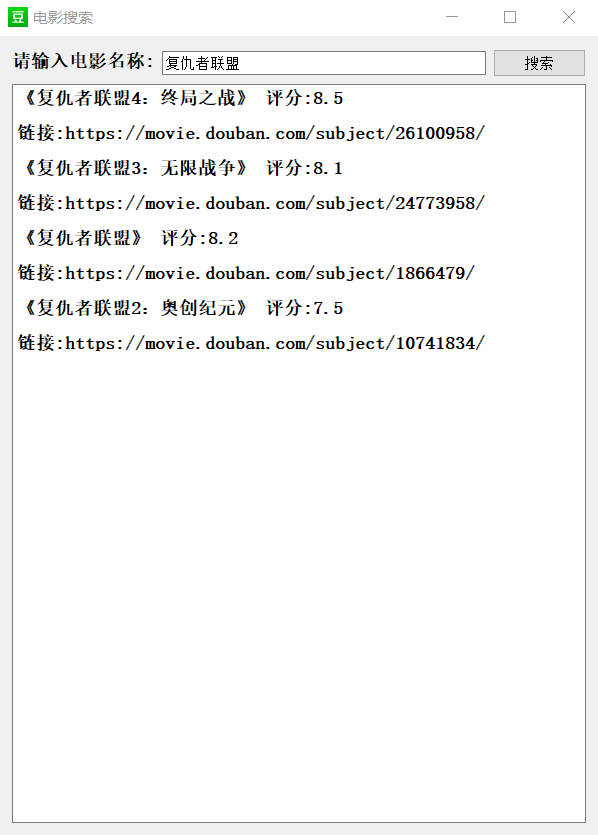 豆 电影搜索
请输入电影名称: 复仇者联盟 搜索
《复仇者联盟4：终局之战》 评分:8.5
链接:https://movie.douban.com/subject/26100958/
《复仇者联盟3：无限战争》 评分:8.1
链接:https://movie.douban.com/subject/24773958/
《复仇者联盟》 评分:8.2
链接:https://movie.douban.com/subject/1866479/
《复仇者联盟2：奥创纪元》 评分:7.5
链接:https://movie.douban.com/subject/10741834/